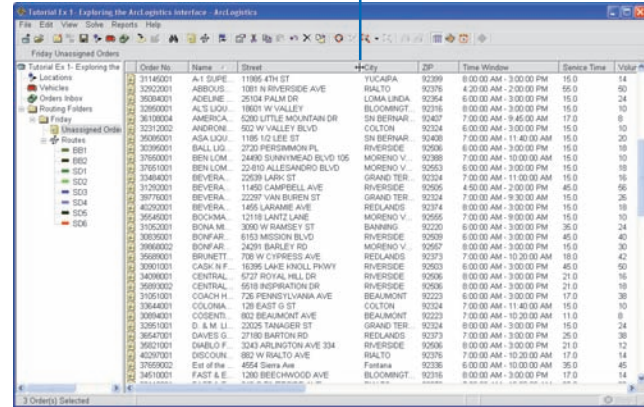 Tutorial Ex 1- Exploring the ArcLogistics interface - ArcLogistics
File Edit View Solve Reports Help
Friday Unassigned Orders
Tutorial Ex 1- Exploring the
Locations
Vehicles
Orders Inbox
Routing Folders
Friday
Unassigned Order
Routes
BB1
BB2
SD1
SD2
SD3
SD4
SD5
SD6
Order No. Name Street City ZIP Time Window Service Time Volum
31146001 A-1 SUPE... 11985 4TH ST YUCAIPA 92399 8:00:00 AM - 3:00:00 PM 15.0 14
32922001 ABBOUS... 1081 N RIVERSIDE AVE RIALTO 92376 4:20:00 AM - 2:00:00 PM 55.0 50
35084001 ADELINE... 25104 PALM DR LOMA LINDA 92354 6:00:00 AM - 3:00:00 PM 15.0 24
AL'S LIQU... 18601 W VALLEY BLOOMINGT... 92316 8:00:00 AM - 3:00:00 PM 15.0 10
36108004 AMERICA... 5280 LITTLE MOUNTAIN DR SN BERNAR... 92407 7:00:00 AM - 9:45:00 AM 15.0
32312002 ANDRONI... 502 W VALLEY BLVD COLTON 92324 6:00:00 AM - 3:00:00 PM 15.0 10
35095001 ASA LIQU... 1185 1/2 LEE ST SN BERNAR... 92408 7:00:00 AM - 11:40:00 AM 15.0 20
30395001 BALL LIQ... 2720 PERSIMMON PL RIVERSIDE 92506 6:00:00 AM - 3:00:00 PM 15.0 18
37650001 BEN LOM... 24490 SUNNYMEAD BLVD 105 MORENO V... 92388 7:00:00 AM - 10:00:00 AM 15.0 10
37651001 BEN LOM... 22-810 ALLESANDRO BLVD MORENO V... 92553 6:00:00 AM - 3:00:00 PM 15.0 18
33484001 BEVERA... 22539 LARK ST GRAND TER... 92324 7:00:00 AM - 11:00:00 AM 15.0 16
31292001 BEVERA... 11450 CAMPBELL AVE RIVERSIDE 92505 4:50:00 AM - 2:00:00 PM 45.0 56
39776001 BEVERA... 22297 VAN BUREN ST GRAND TER... 92324 7:00:00 AM - 9:30:00 AM 15.0 26
40292001 BEVERA... 1455 LARAMIE AVE REDLANDS 92374 8:00:00 AM - 3:00:00 PM 15.0 18
35545001 BOCKMA... 12118 LANTZ LANE MORENO V... 92555 7:00:00 AM - 9:00:00 AM 15.0 10
31052001 BONA MI... 3090 W RAMSEY ST BANNING 92220 6:00:00 AM - 3:00:00 PM 35.0 24
30835001 BONFAR... 6153 MISSION BLVD RIVERSIDE 92509 6:00:00 AM - 3:00:00 PM 45.0 40
39868002 BONFAR... 24291 BARLEY RD MORENO V... 92557 8:00:00 AM - 3:00:00 PM 15.0 30
35689001 BRUNETT... 708 W CYPRESS AVE REDLANDS 92373 7:00:00 AM - 10:20:00 AM 18.0 42
30901001 CASK N F... 16395 LAKE KNOLL PKWY RIVERSIDE 92503 6:00:00 AM - 3:00:00 PM 45.0 50
34098001 CENTRAL... 5727 ROYAL HILL DR RIVERSIDE 92506 8:00:00 AM - 3:00:00 PM 21.0 16
35893002 CENTRAL... 5518 INSPIRATION DR RIVERSIDE 92506 8:00:00 AM - 3:00:00 PM 21.0 18
31051001 COACH H... 726 PENNSYLVANIA AVE BEAUMONT 92223 6:00:00 AM - 3:00:00 PM 17.0 38
33644001 COLONIA... 128 EAST G ST COLTON 92324 7:00:00 AM - 11:40:00 AM 15.0 10
30894001 COSENTI... 802 BEAUMONT AVE BEAUMONT 92223 7:00:00 AM - 10:20:00 AM 11.0 8
32951001 D. & M. LI... 22025 TANAGER ST GRAND TER... 92324 8:00:00 AM - 3:00:00 PM 15.0 24
36547001 DAVES G... 27180 BARTON RD REDLANDS 92373 8:00:00 AM - 3:00:00 PM 25.0 38
35821001 DIABLO F... 3243 ARLINGTON AVE 334 RIVERSIDE 92506 6:00:00 AM - 3:00:00 PM 21.0 12
40297001 DISCOUN... 882 W RIALTO AVE RIALTO 92376 7:00:00 AM - 10:20:00 AM 17.0 14
37659002 Est of the ... 4554 Sierra Ave Fontana 92336 6:00:00 AM - 10:00:00 AM 35.0 45
34510001 FAST & E... 1280 BEECHWOOD AVE BLOOMINGT... 92316 8:00:00 AM - 3:00:00 PM 17.0 14
3 Order(s) Selected